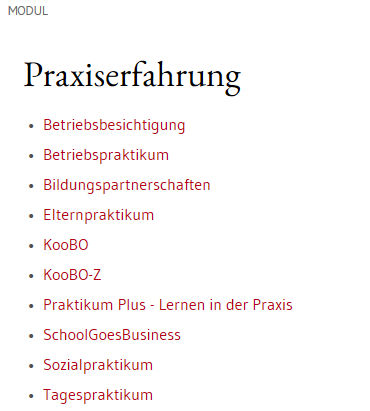 MODUL
Praxiserfahrung
• Betriebsbesichtigung
• Betriebspraktikum
• Bildungspartnerschaften
• Elternpraktikum
• KooBO
• KooBO-Z
• Praktikum Plus - Lernen in der Praxis
• SchoolGoesBusiness
• Sozialpraktikum
• Tagespraktikum